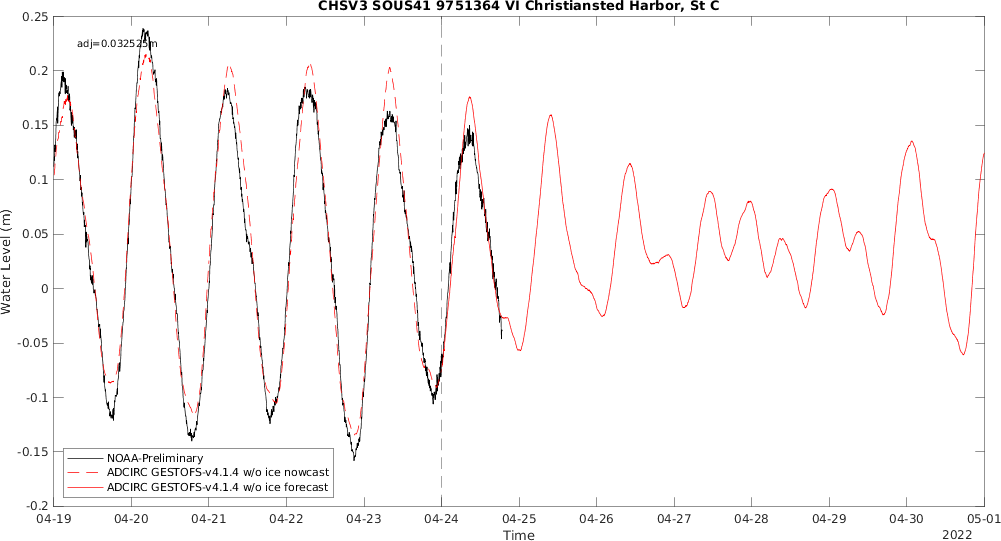 CHSV3 SOUS41 9751364 VI Christiansted Harbor, St C
adj=0.032525m
0.25
0.2
0.15
0.1
0.05
0
-0.05
-0.1
-0.15
-0.2
Water Level (m)
NOAA-Preliminary
ADCIRC GESTOFS-v4.1.4 w/o ice nowcast
ADCIRC GESTOFS-v4.1.4 w/o ice forecast
04-19 04-20 04-21 04-22 04-23 04-24 04-25 04-26 04-27 04-28 04-29 04-30 05-01
Time
2022